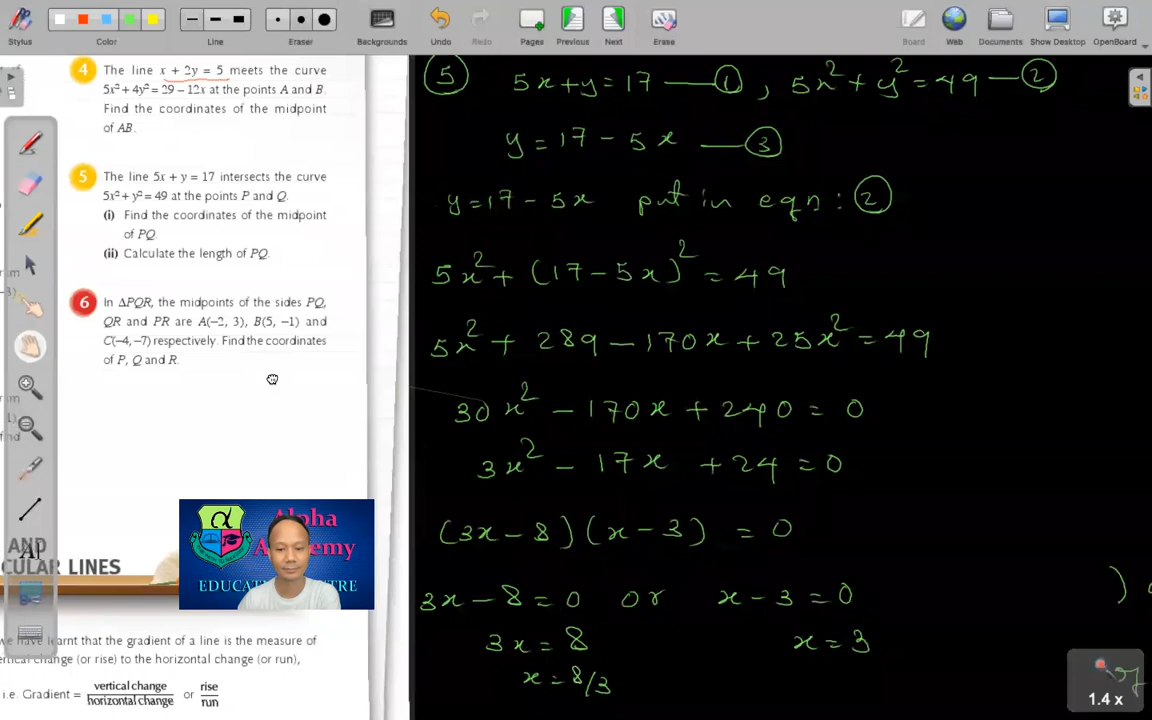 Stylus
Color
Line
Eraser
Backgrounds
Undo
Redo
Pages
Previous
Next
Erase
Board
Web
Documents
Show Desktop
OpenBoard
4 The line x + 2y = 5 meets the curve
5x² + 4y² = 29 – 12x at the points A and B.
Find the coordinates of the midpoint
of AB.
5 The line 5x + y = 17 intersects the curve
5x² + y² = 49 at the points P and Q.
(i) Find the coordinates of the midpoint
of PQ.
(ii) Calculate the length of PQ.
6 In ΔPQR, the midpoints of the sides PQ,
QR and PR are A(–2, 3), B(5, –1) and
C(–4, –7) respectively. Find the coordinates
of P, Q and R.
AND
CULAR LINES
α
Alpha
Academy
EDUCAT
CENTRE
we have learnt that the gradient of a line is the measure of
vertical change (or rise) to the horizontal change (or run),
i.e. Gradient = vertical change / horizontal change or rise / run
5 5x + y = 17 —— 1 , 5x² + y² = 49 — 2
y = 17 – 5x —— 3
y = 17 – 5x put in eqn : 2
5x² + (17 – 5x)² = 49
5x² + 289 – 170x + 25x² = 49
30x² – 170x + 240 = 0
3x² – 17x + 24 = 0
(3x – 8)(x – 3) = 0
3x – 8 = 0 or x – 3 = 0
3x = 8 x = 3
x = 8/3
1.4 x